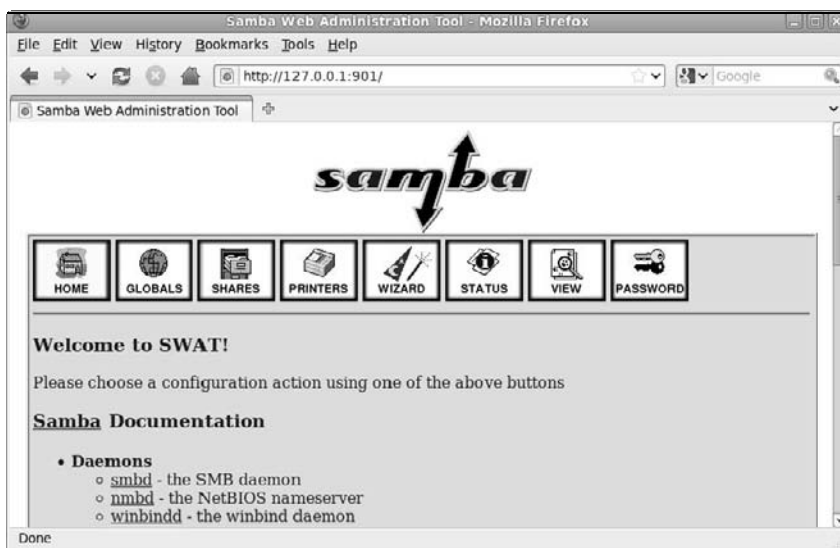 Samba Web Administration Tool - Mozilla Firefox
File Edit View History Bookmarks Tools Help
http://127.0.0.1:901/
Google
Samba Web Administration Tool
samba
HOME GLOBALS SHARES PRINTERS WIZARD STATUS VIEW PASSWORD
Welcome to SWAT!
Please choose a configuration action using one of the above buttons
Samba Documentation
• Daemons
◦ smbd - the SMB daemon
◦ nmbd - the NetBIOS nameserver
◦ winbindd - the winbind daemon
Done